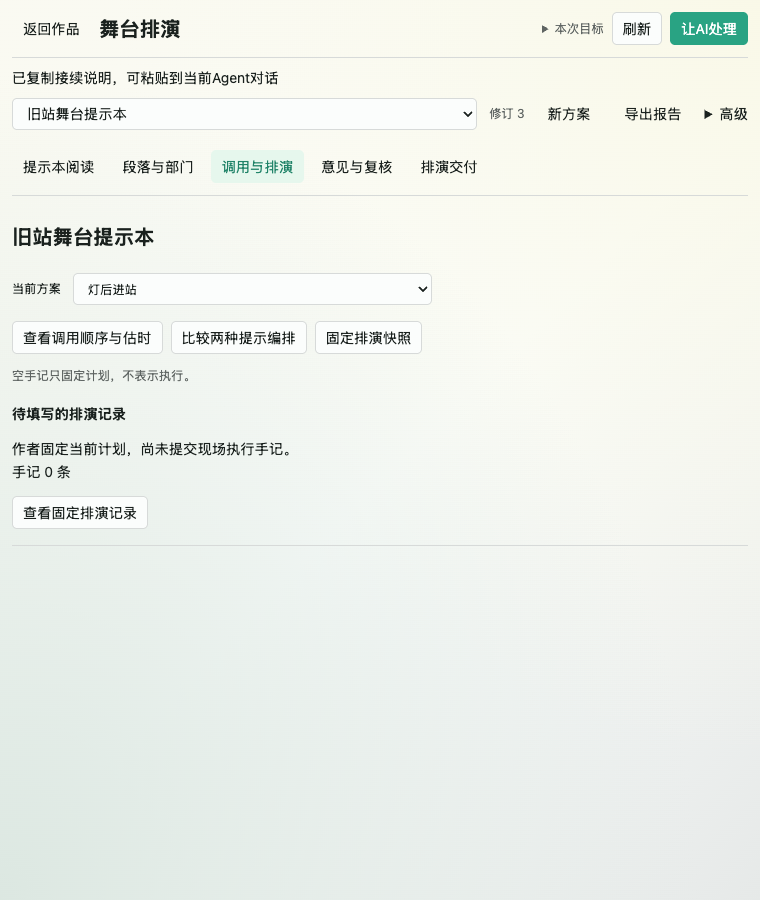 返回作品 舞台排演 ▶ 本次目标 刷新 让AI处理
已复制接续说明，可粘贴到当前Agent对话
旧站舞台提示本 修订 3 新方案 导出报告 ▶ 高级
提示本阅读 段落与部门 调用与排演 意见与复核 排演交付
旧站舞台提示本
当前方案 灯后进站
查看调用顺序与估时 比较两种提示编排 固定排演快照
空手记只固定计划，不表示执行。
待填写的排演记录
作者固定当前计划，尚未提交现场执行手记。
手记 0 条
查看固定排演记录